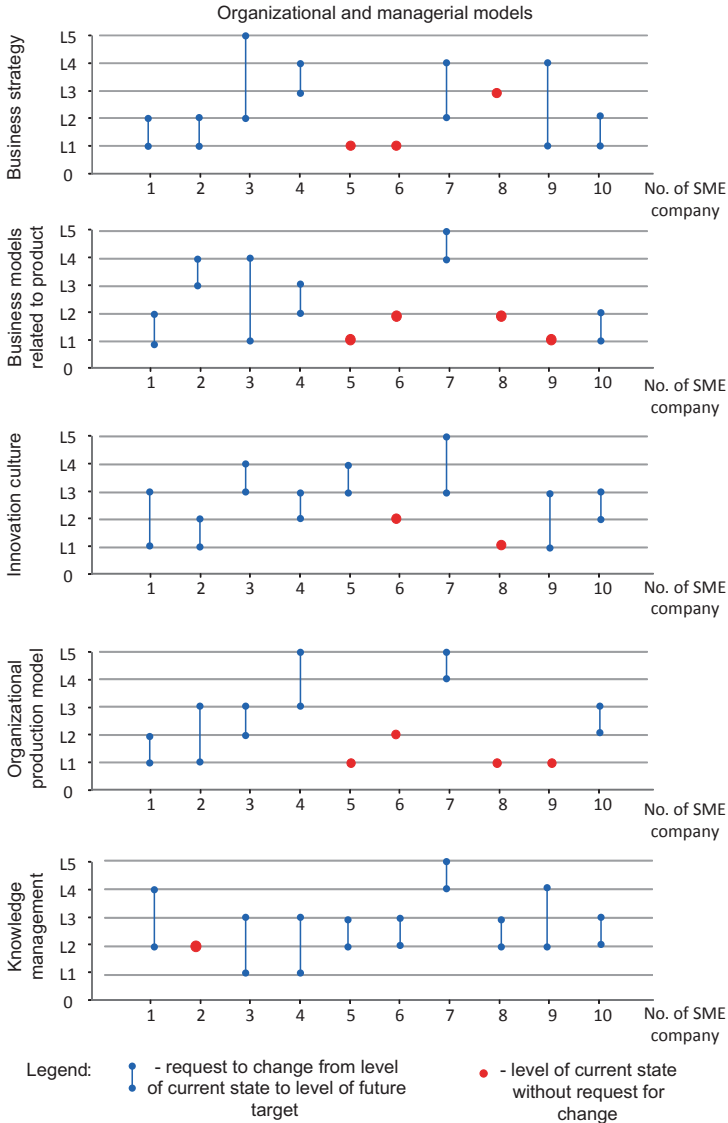 Organizational and managerial models
Business strategy
L5
L4
L3
L2
L1
0
1 2 3 4 5 6 7 8 9 10
No. of SME
company
Business models
related to product
L5
L4
L3
L2
L1
0
1 2 3 4 5 6 7 8 9 10
No. of SME
company
Innovation culture
L5
L4
L3
L2
L1
0
1 2 3 4 5 6 7 8 9 10
No. of SME
company
Organizational
production model
L5
L4
L3
L2
L1
0
1 2 3 4 5 6 7 8 9 10
No. of SME
company
Knowledge
management
L5
L4
L3
L2
L1
0
1 2 3 4 5 6 7 8 9 10
No. of SME
company
Legend:
- request to change from level
of current state to level of future
target
- level of current state
without request for
change